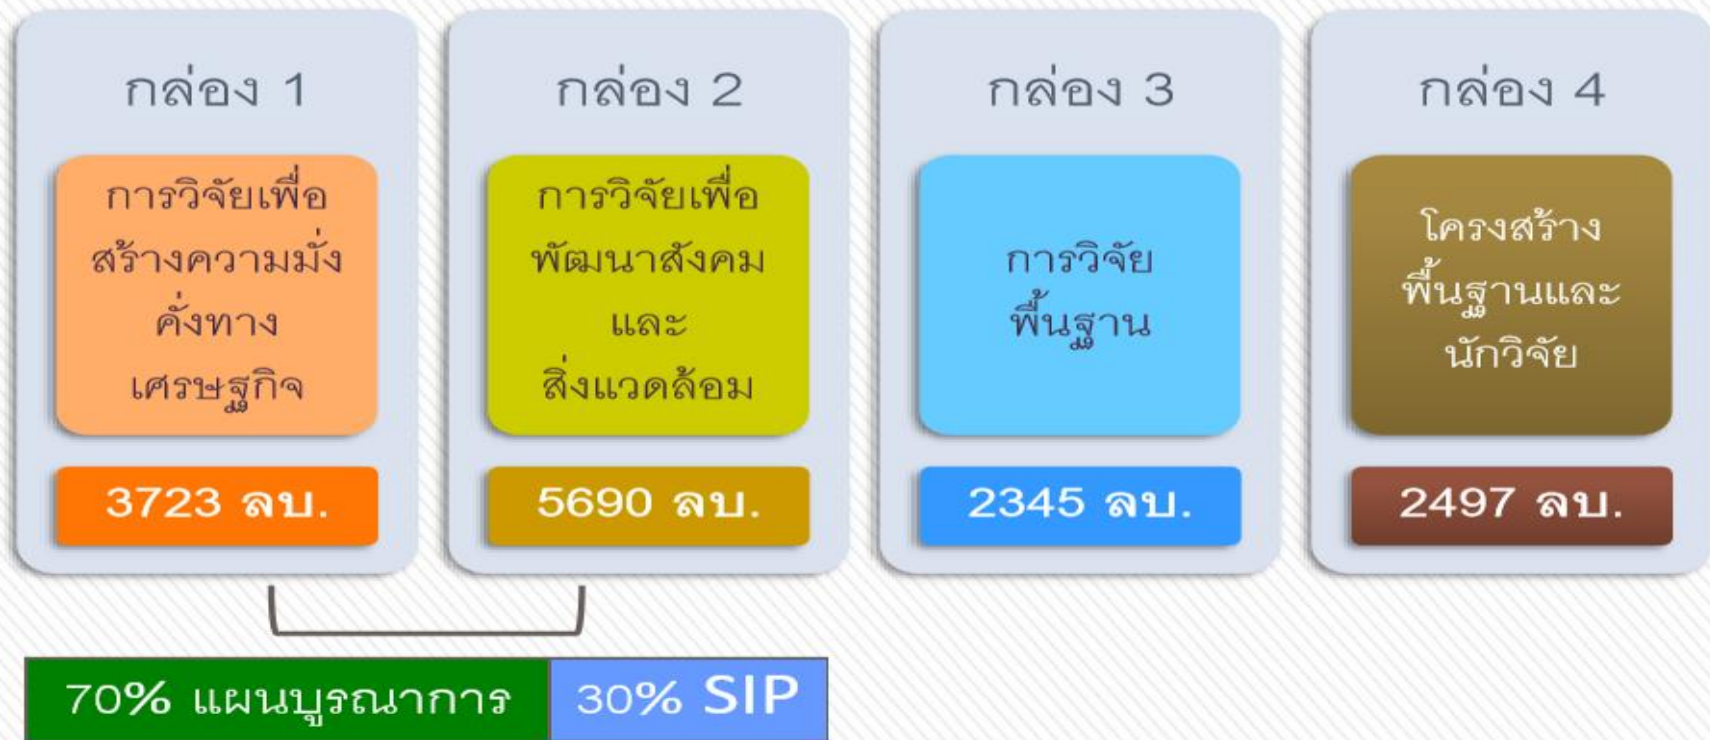 กล่อง 1
การวิจัยเพื่อ
สร้างความมั่ง
คั่งทาง
เศรษฐกิจ
3723 ลบ.
กล่อง 2
การวิจัยเพื่อ
พัฒนาสังคม
และ
สิ่งแวดล้อม
5690 ลบ.
กล่อง 3
การวิจัย
พื้นฐาน
2345 ลบ.
กล่อง 4
โครงสร้าง
พื้นฐานและ
นักวิจัย
2497 ลบ.
70% แผนบูรณาการ
30% SIP